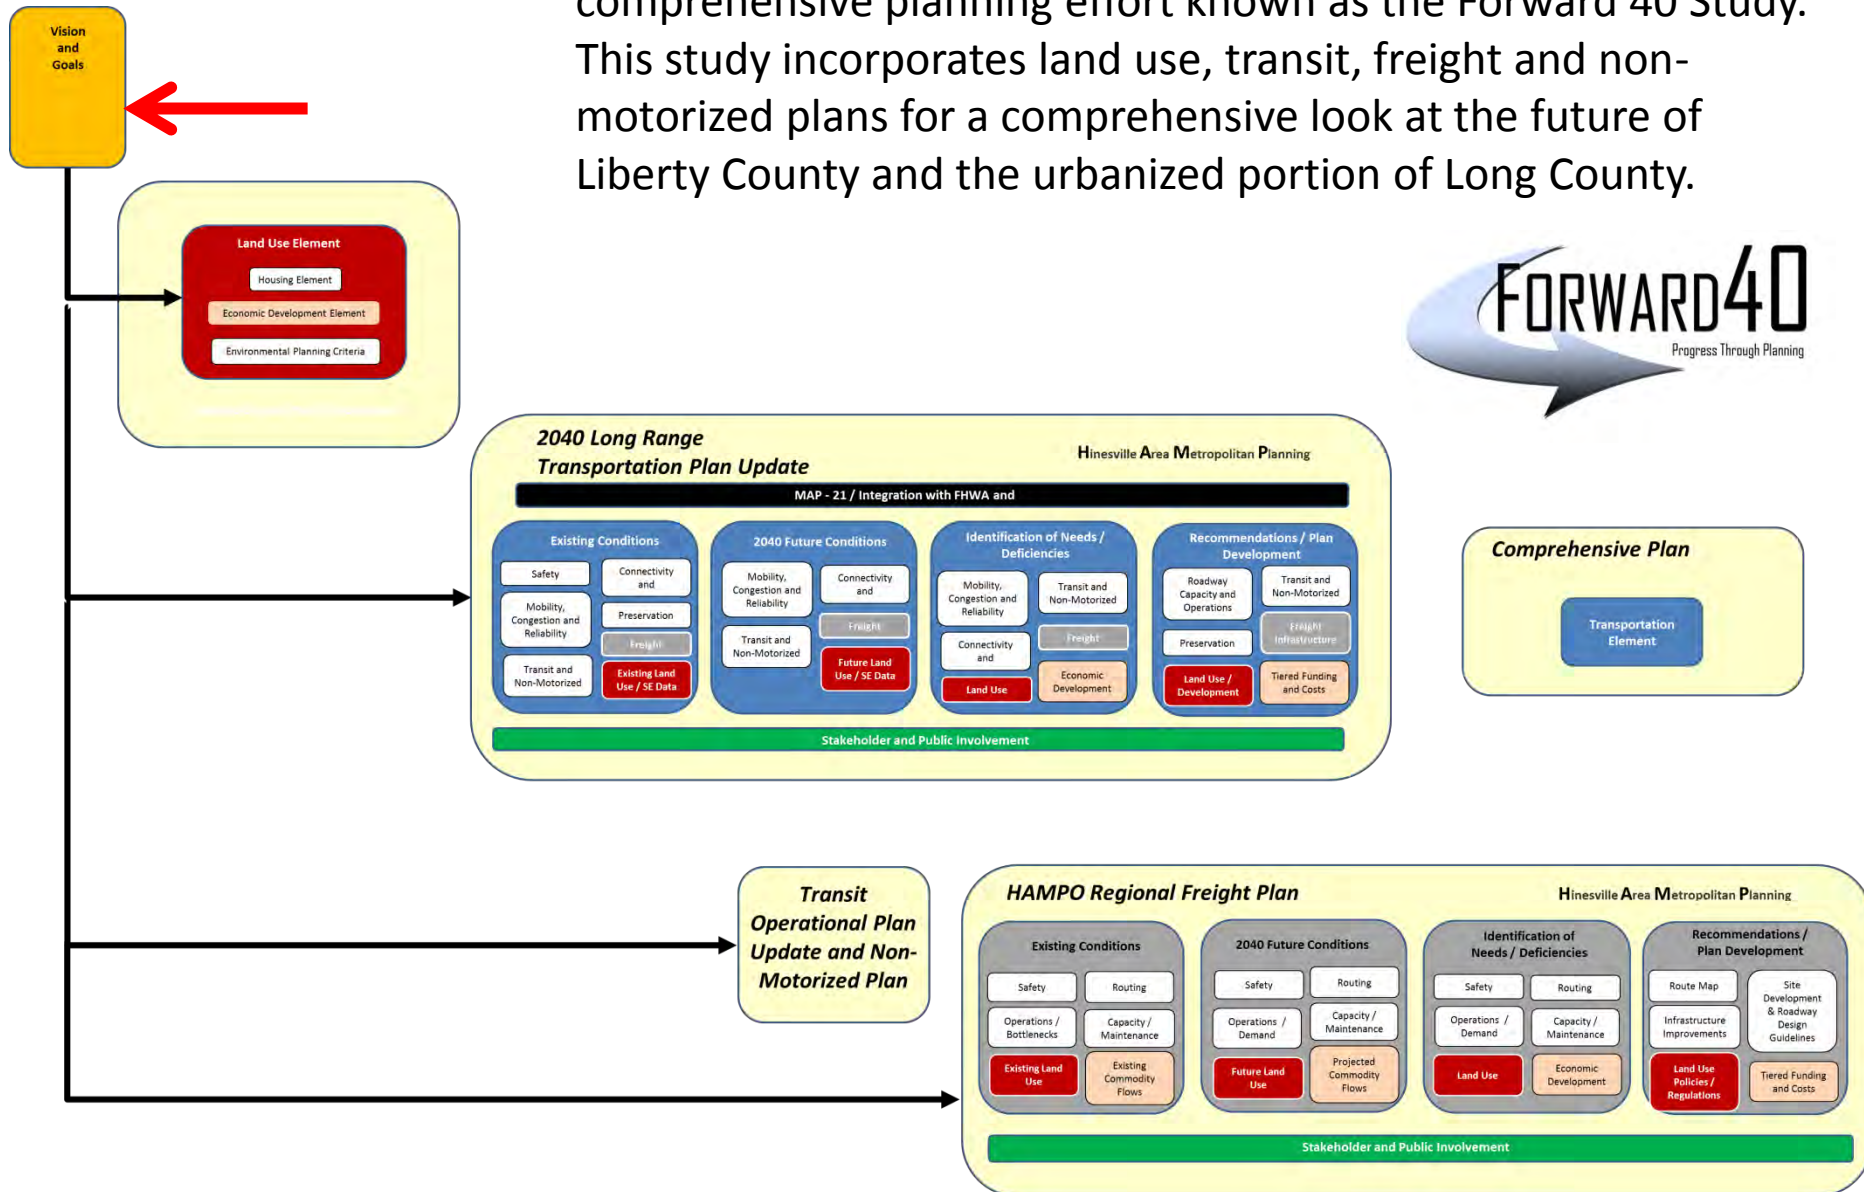 comprehensive planning effort known as the Forward 40 Study.
This study incorporates land use, transit, freight and non-
motorized plans for a comprehensive look at the future of
Liberty County and the urbanized portion of Long County.
Vision
and
Goals
Land Use Element
Housing Element
Economic Development Element
Environmental Planning Criteria
FORWARD40
Progress Through Planning
2040 Long Range
Transportation Plan Update
Hinesville Area Metropolitan Planning
MAP - 21 / Integration with FHWA and
Existing Conditions
Safety
Mobility,
Congestion and
Reliability
Transit and
Non-Motorized
Connectivity
and
Preservation
Freight
Existing Land
Use / SE Data
2040 Future Conditions
Mobility,
Congestion and
Reliability
Transit and
Non-Motorized
Connectivity
and
Freight
Future Land
Use / SE Data
Identification of Needs /
Deficiencies
Mobility,
Congestion and
Reliability
Connectivity
and
Land Use
Transit and
Non-Motorized
Freight
Economic
Development
Recommendations / Plan
Development
Roadway
Capacity and
Operations
Preservation
Land Use /
Development
Transit and
Non-Motorized
Freight
Infrastructure
Tiered Funding
and Costs
Stakeholder and Public Involvement
Comprehensive Plan
Transportation
Element
Transit
Operational Plan
Update and Non-
Motorized Plan
HAMPO Regional Freight Plan
Hinesville Area Metropolitan Planning
Existing Conditions
Safety
Operations /
Bottlenecks
Existing Land
Use
Routing
Capacity /
Maintenance
Existing
Commodity
Flows
2040 Future Conditions
Safety
Operations /
Demand
Future Land
Use
Routing
Capacity /
Maintenance
Projected
Commodity
Flows
Identification of
Needs / Deficiencies
Safety
Operations /
Demand
Land Use
Routing
Capacity /
Maintenance
Economic
Development
Recommendations /
Plan Development
Route Map
Infrastructure
Improvements
Land Use
Policies /
Regulations
Site
Development
& Roadway
Design
Guidelines
Tiered Funding
and Costs
Stakeholder and Public Involvement